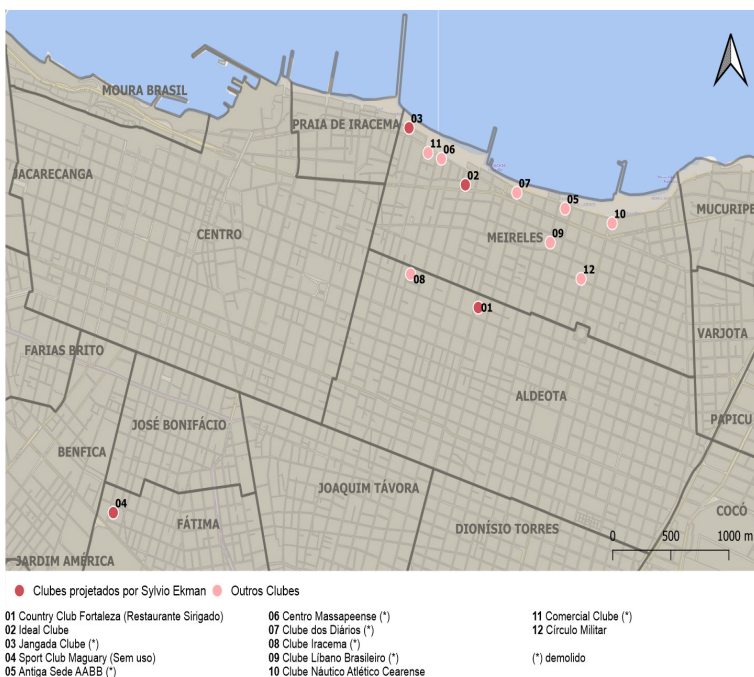 MOURA BRASIL
PRAIA DE IRACEMA
03
11
06
JACARECANGA
02
07
05
MUCURIPE
10
CENTRO
MEIRELES
09
08
12
01
VARJOTA
FARIAS BRITO
ALDEOTA
JOSÉ BONIFÁCIO
PAPICU
BENFICA
JOAQUIM TÁVORA
04
COCÓ
FÁTIMA
DIONÍSIO TORRES
0 500 1000 m
JARDIM AMÉRICA
Clubes projetados por Sylvio Ekman Outros Clubes
01 Country Club Fortaleza (Restaurante Sirigado)
02 Ideal Clube
03 Jangada Clube (*)
04 Sport Club Maguary (Sem uso)
05 Antiga Sede AABB (*)
06 Centro Massapeense (*)
07 Clube dos Diários (*)
08 Clube Iracema (*)
09 Clube Líbano Brasileiro (*)
10 Clube Náutico Atlético Cearense
11 Comercial Clube (*)
12 Círculo Militar
(*) demolido